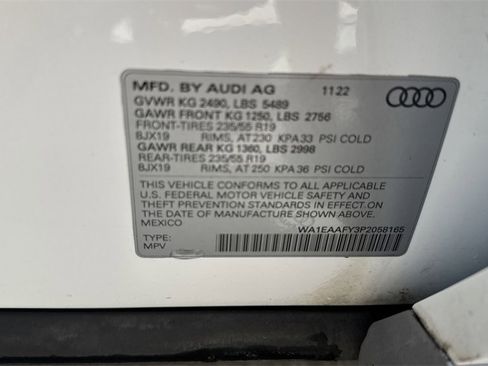 MFD. BY AUDI AG 11 22
GVWR KG 2490, LBS 5489
GAWR FRONT KG 1250, LBS 2756
FRONT-TIRES 235/55 R19
8JX19 RIMS, AT 230 KPA 33 PSI COLD
GAWR REAR KG 1360, LBS 2998
REAR-TIRES 235/55 R19
8JX19 RIMS, AT 250 KPA 36 PSI COLD
THIS VEHICLE CONFORMS TO ALL APPLICABLE
U.S. FEDERAL MOTOR VEHICLE SAFETY AND
THEFT PREVENTION STANDARDS IN EFFECT ON
THE DATE OF MANUFACTURE SHOWN ABOVE.
MEXICO
WA1EAAFY3P2058165
TYPE:
MPV